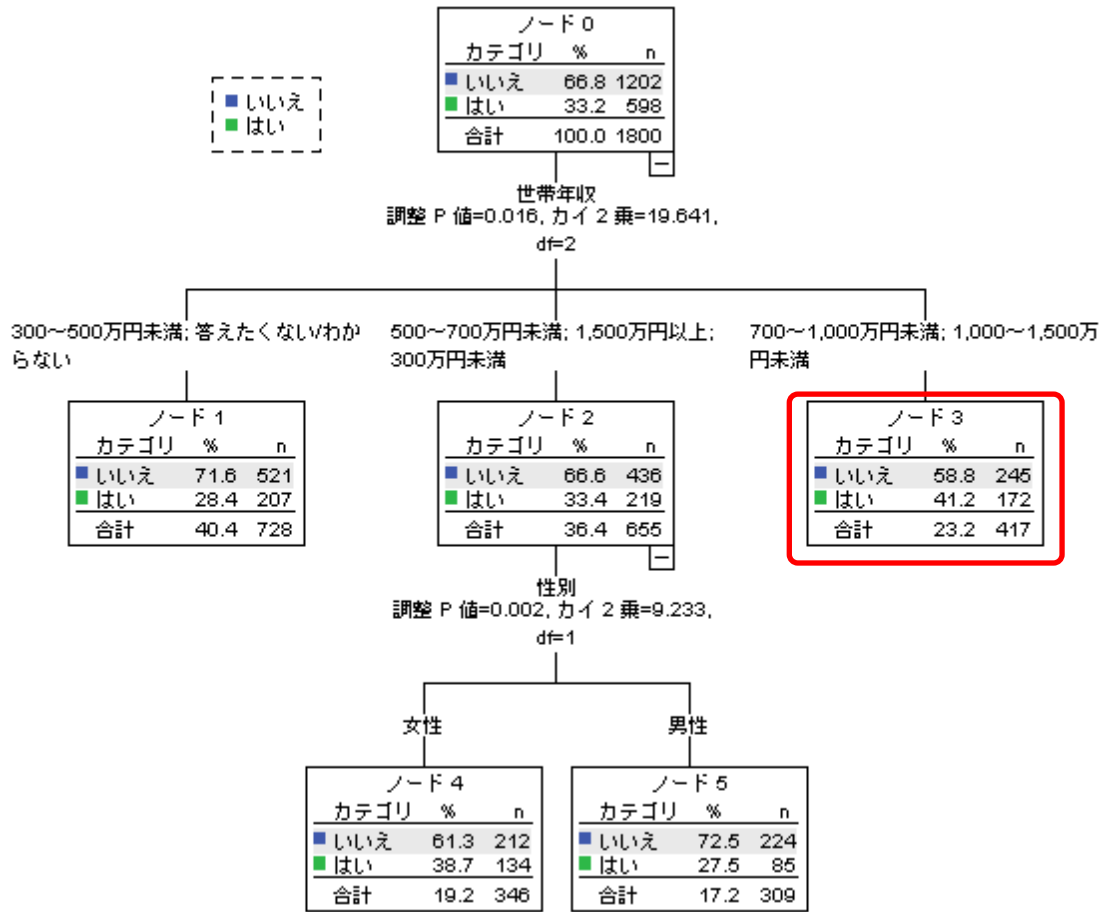 ノード 0
カテゴリ % n
いいえ 66.8 1202
はい 33.2 598
合計 100.0 1800
いいえ
はい
世帯年収
調整 P 値=0.016, カイ 2 乗=19.641,
df=2
300～500万円未満; 答えたくない/わか
らない
500～700万円未満; 1,500万円以上;
300万円未満
700～1,000万円未満; 1,000～1,500万
円未満
ノード 1
カテゴリ % n
いいえ 71.6 521
はい 28.4 207
合計 40.4 728
ノード 2
カテゴリ % n
いいえ 66.6 436
はい 33.4 219
合計 36.4 655
ノード 3
カテゴリ % n
いいえ 58.8 245
はい 41.2 172
合計 23.2 417
性別
調整 P 値=0.002, カイ 2 乗=9.233,
df=1
女性
男性
ノード 4
カテゴリ % n
いいえ 61.3 212
はい 38.7 134
合計 19.2 346
ノード 5
カテゴリ % n
いいえ 72.5 224
はい 27.5 85
合計 17.2 309